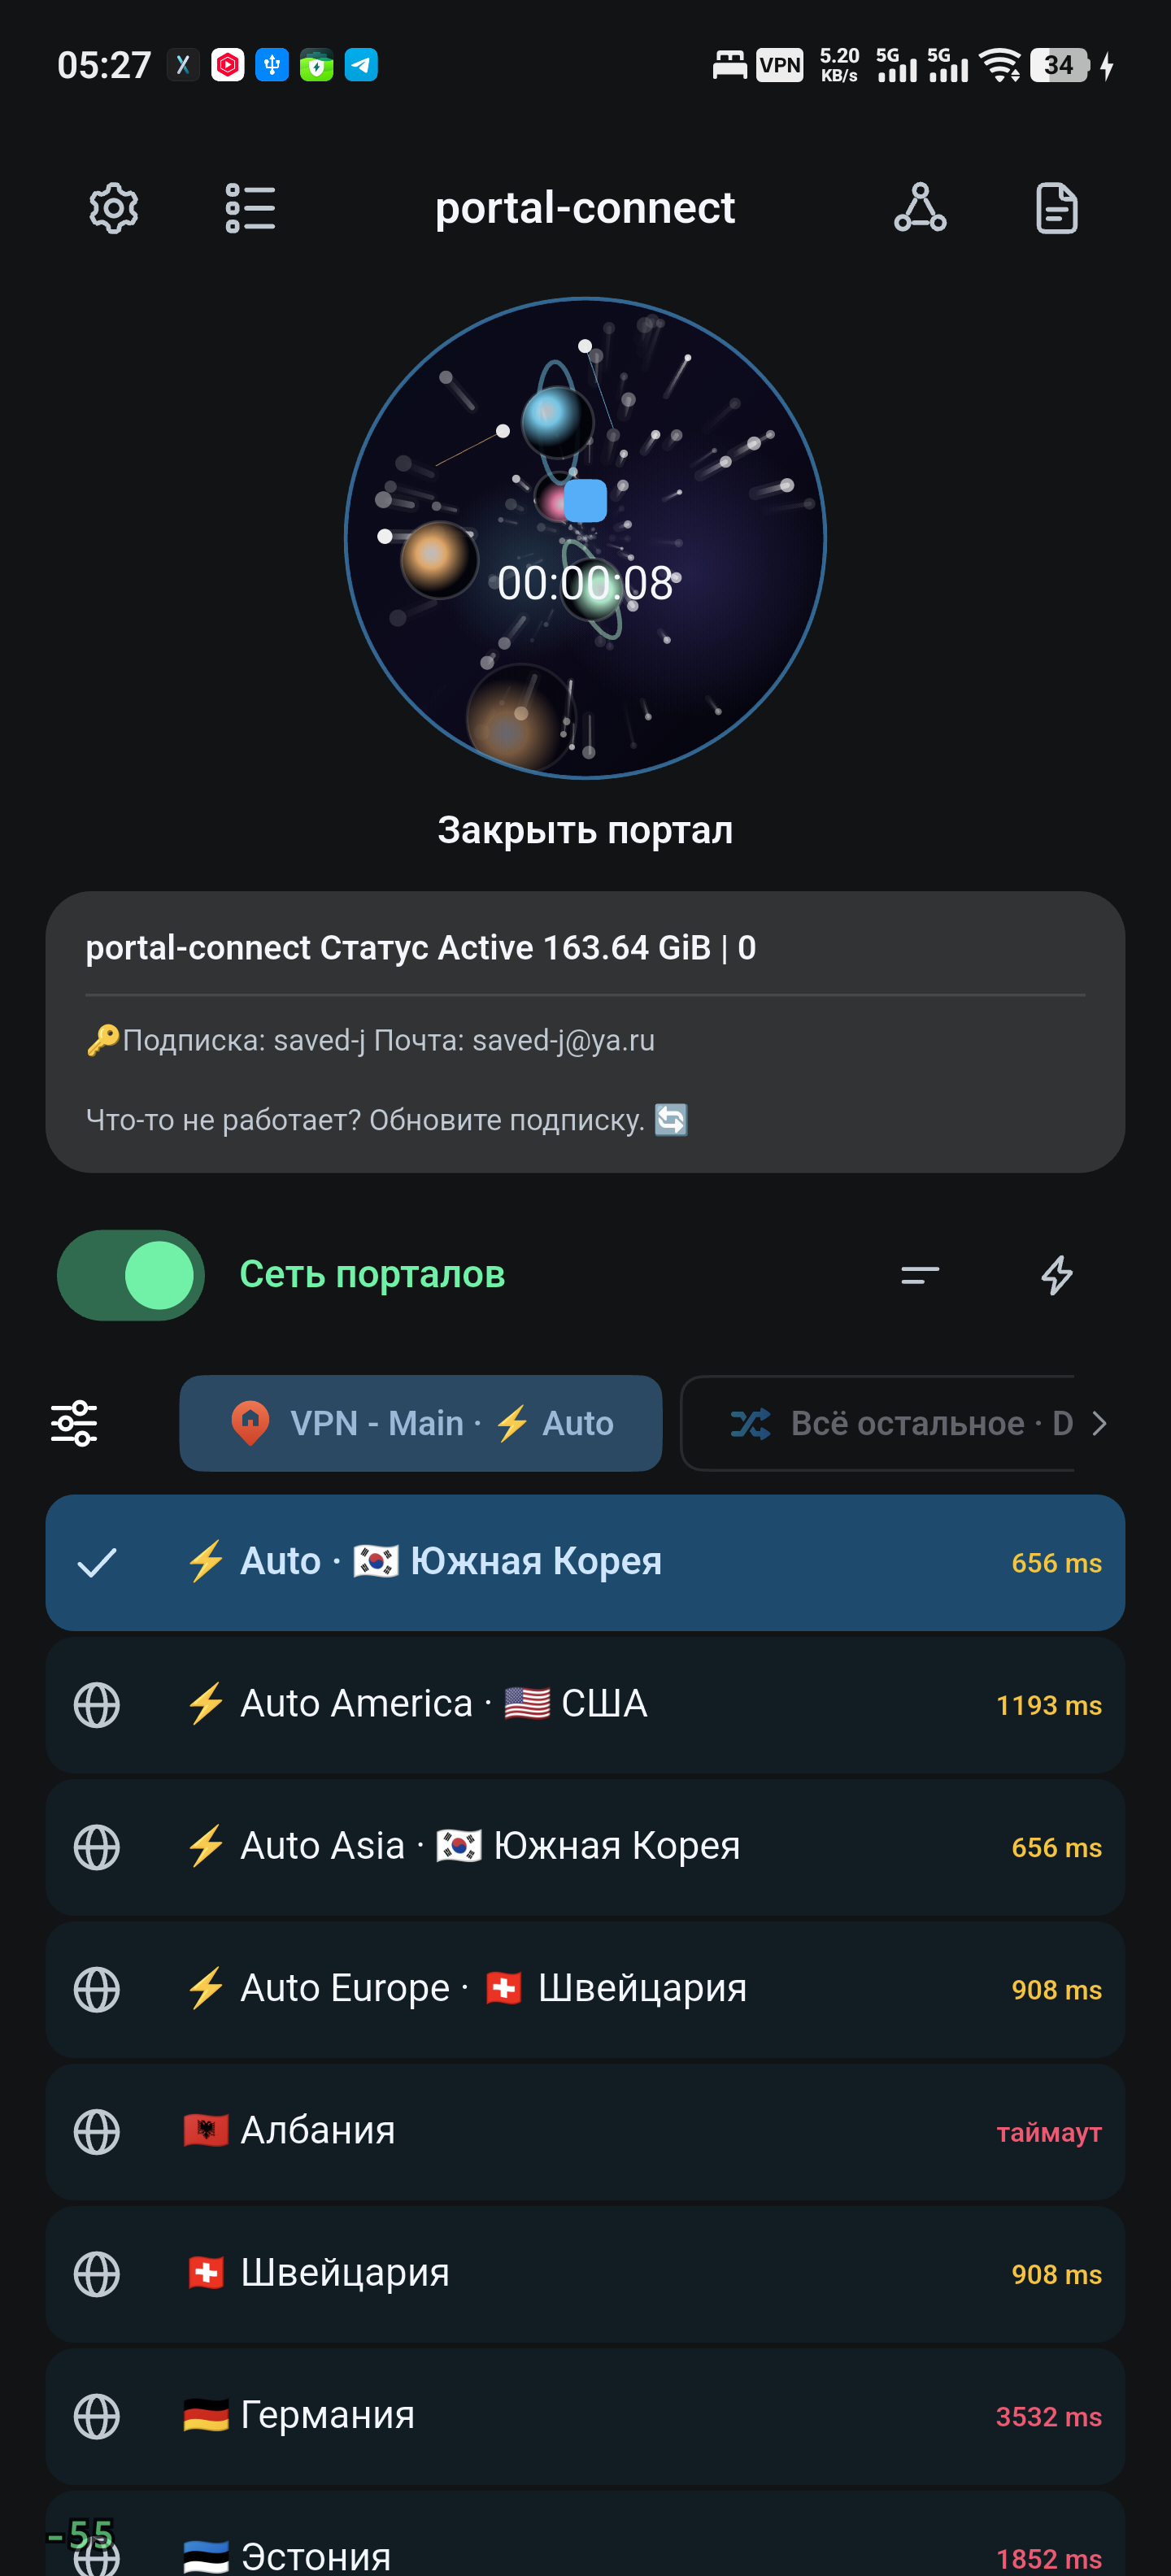 05:27
VPN 5.20 KB/s 5G 5G 34
portal-connect
00:00:08
Закрыть портал
portal-connect Статус Active 163.64 GiB | 0
🔑Подписка: saved-j Почта: saved-j@ya.ru
Что-то не работает? Обновите подписку. 🔄
Сеть порталов
VPN - Main · ⚡ Auto
Всё остальное · D
⚡ Auto · 🇰🇷 Южная Корея 656 ms
⚡ Auto America · 🇺🇸 США 1193 ms
⚡ Auto Asia · 🇰🇷 Южная Корея 656 ms
⚡ Auto Europe · 🇨🇭 Швейцария 908 ms
🇦🇱 Албания таймаут
🇨🇭 Швейцария 908 ms
🇩🇪 Германия 3532 ms
-55
🇪🇪 Эстония 1852 ms